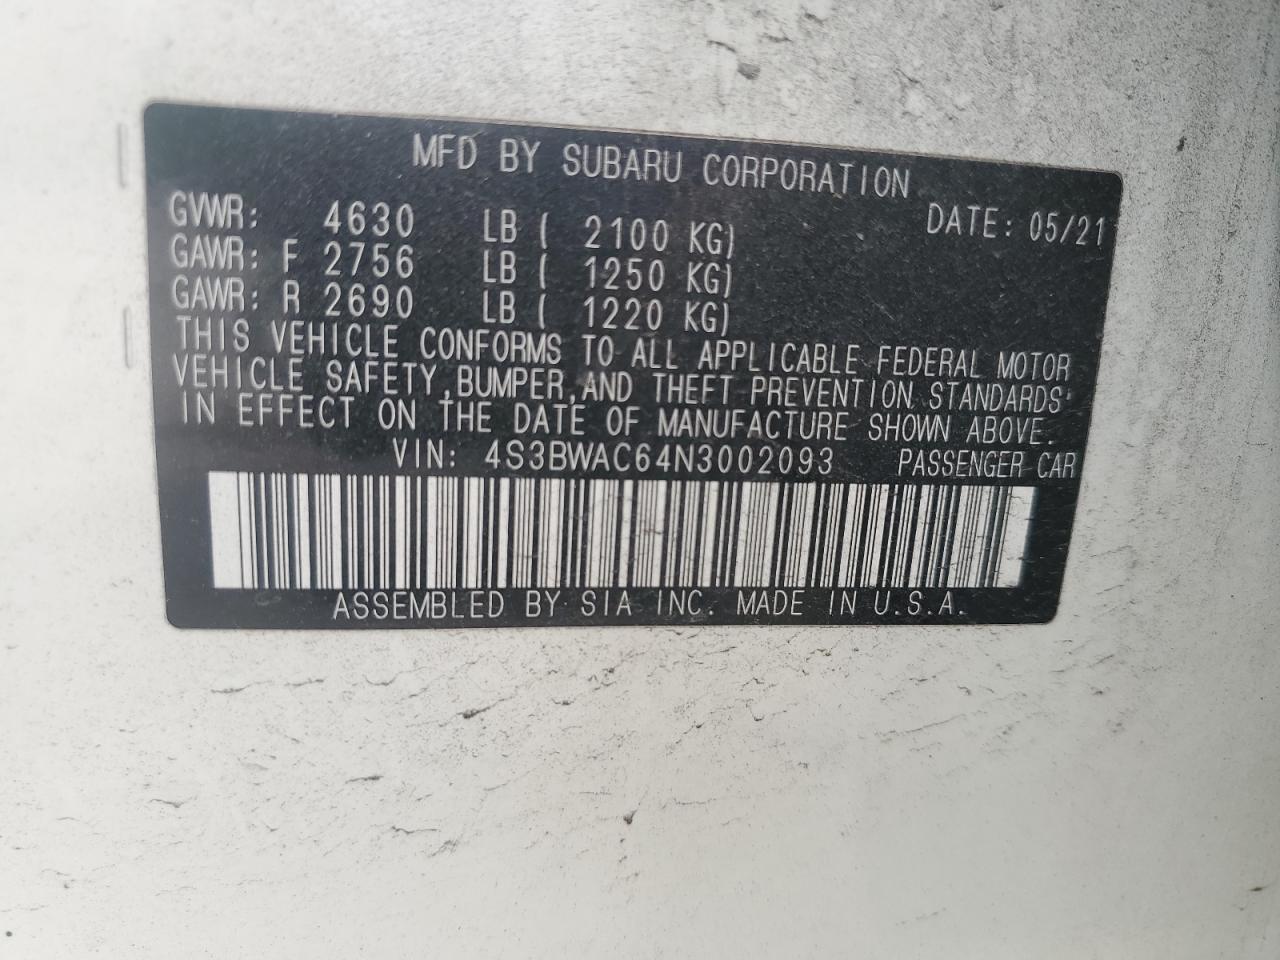 MFD BY SUBARU CORPORATION
GVWR: 4630 LB ( 2100 KG) DATE: 05/21
GAWR: F 2756 LB ( 1250 KG)
GAWR: R 2690 LB ( 1220 KG)
THIS VEHICLE CONFORMS TO ALL APPLICABLE FEDERAL MOTOR
VEHICLE SAFETY,BUMPER,AND THEFT PREVENTION STANDARDS
IN EFFECT ON THE DATE OF MANUFACTURE SHOWN ABOVE.
VIN: 4S3BWAC64N3002093 PASSENGER CAR
ASSEMBLED BY SIA INC. MADE IN U.S.A.